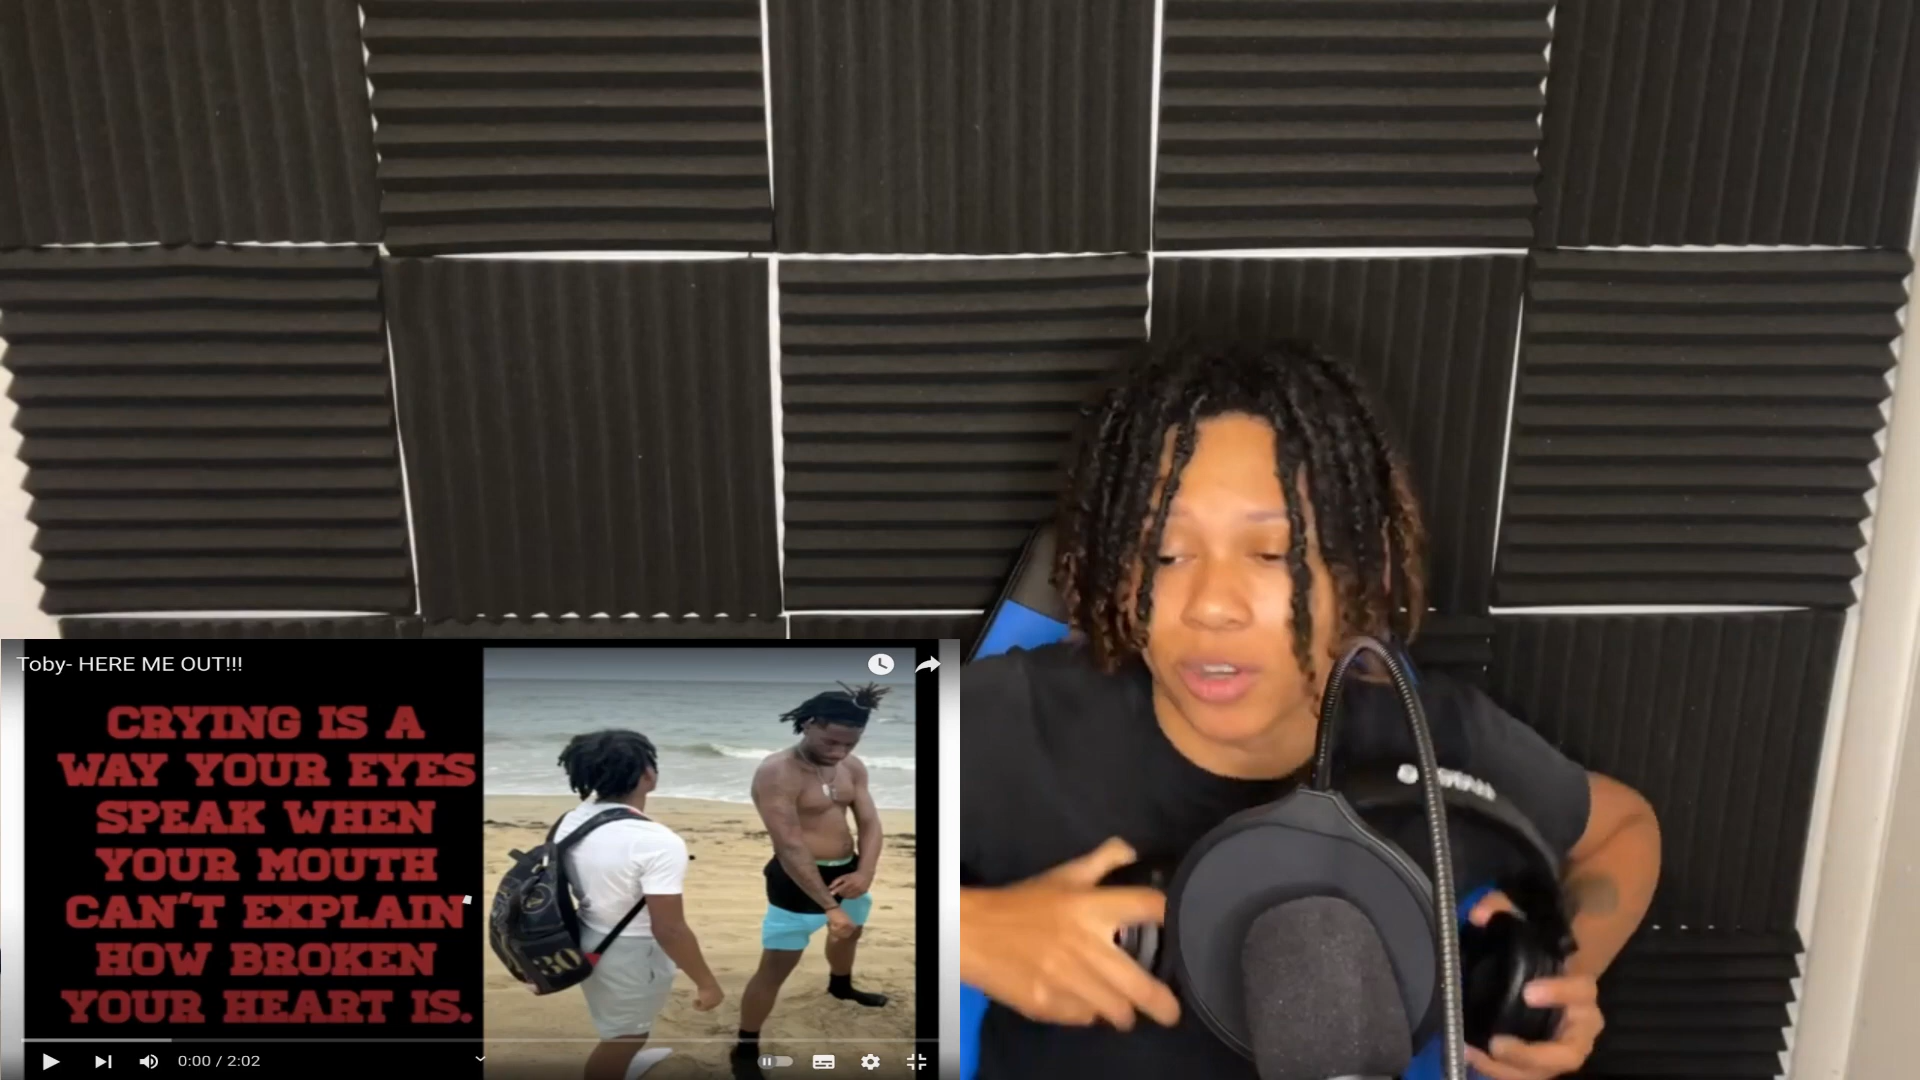 Toby- HERE ME OUT!!!
CRYING IS A
WAY YOUR EYES
SPEAK WHEN
YOUR MOUTH
CAN'T EXPLAIN
HOW BROKEN
YOUR HEART IS.
30
0:00 / 2:02